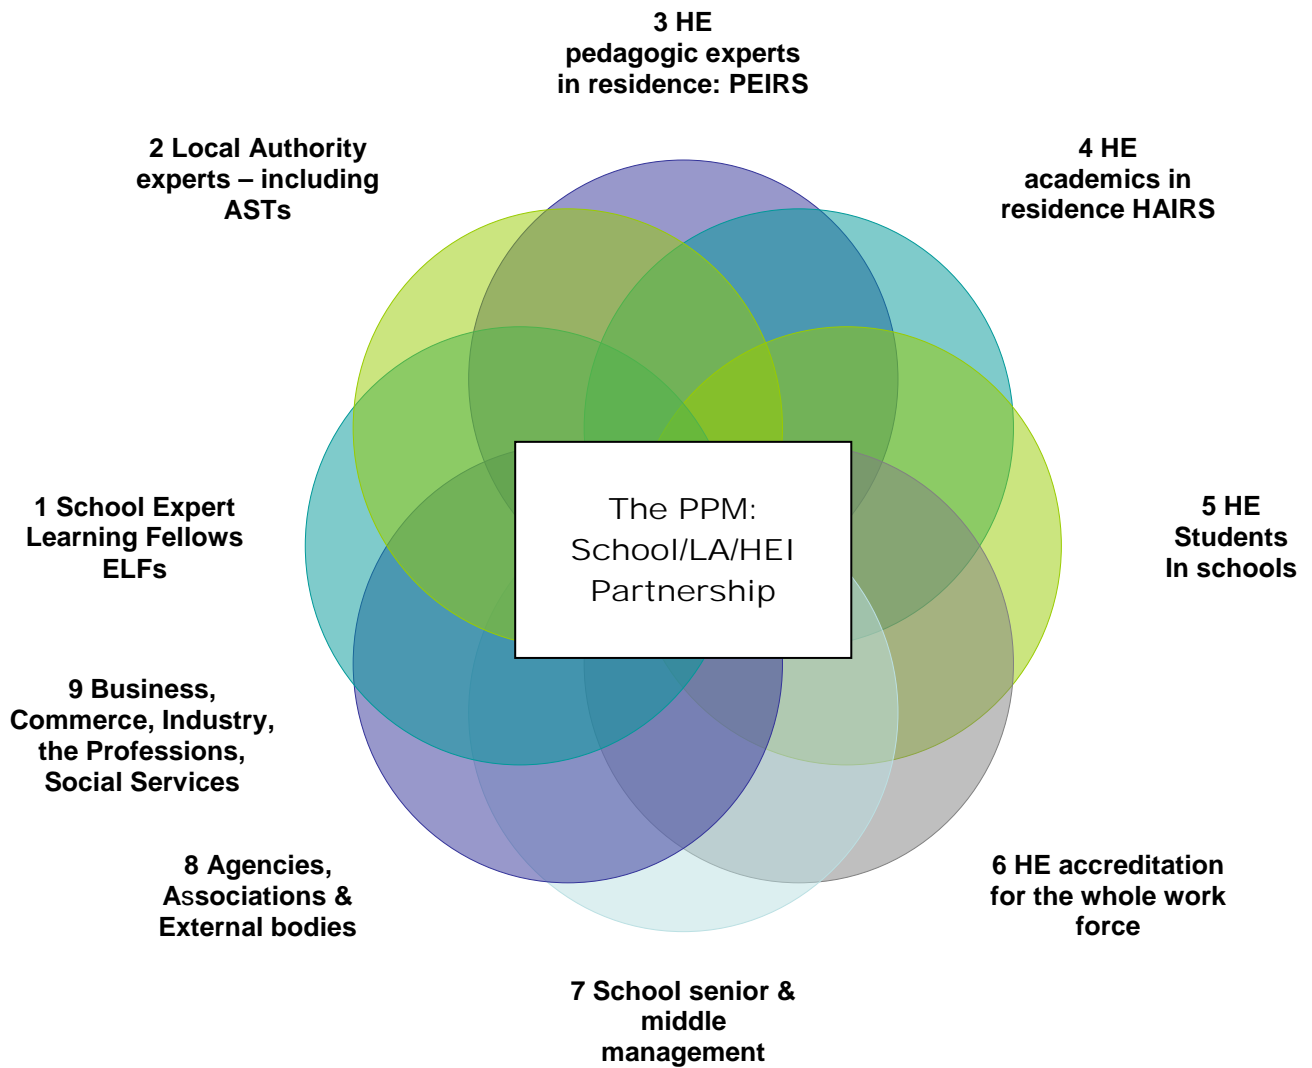 3 HE
pedagogic experts
in residence: PEIRS
2 Local Authority
experts – including
ASTs
4 HE
academics in
residence HAIRS
1 School Expert
Learning Fellows
ELFs
The PPM:
School/LA/HEI
Partnership
5 HE
Students
In schools
9 Business,
Commerce, Industry,
the Professions,
Social Services
8 Agencies,
Associations &
External bodies
6 HE accreditation
for the whole work
force
7 School senior &
middle
management